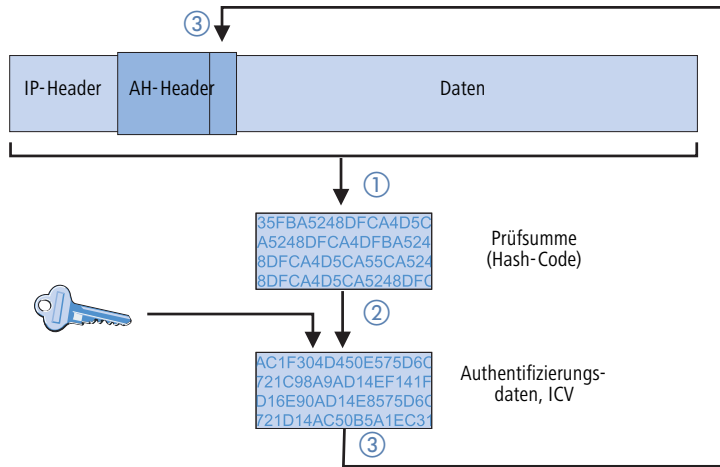 ③
IP-Header AH-Header Daten
①
35FBA5248DFCA4D5C
A5248DFCA4DFBA524
8DFCA4D5CA55CA524
8DFCA4D5CA5248DFC
Prüfsumme
(Hash-Code)
②
AC1F304D450E575D6C
721C98A9AD14EF141F
D16E90AD14E8575D6C
721D14AC50B5A1EC31
Authentifizierungs-
daten, ICV
③